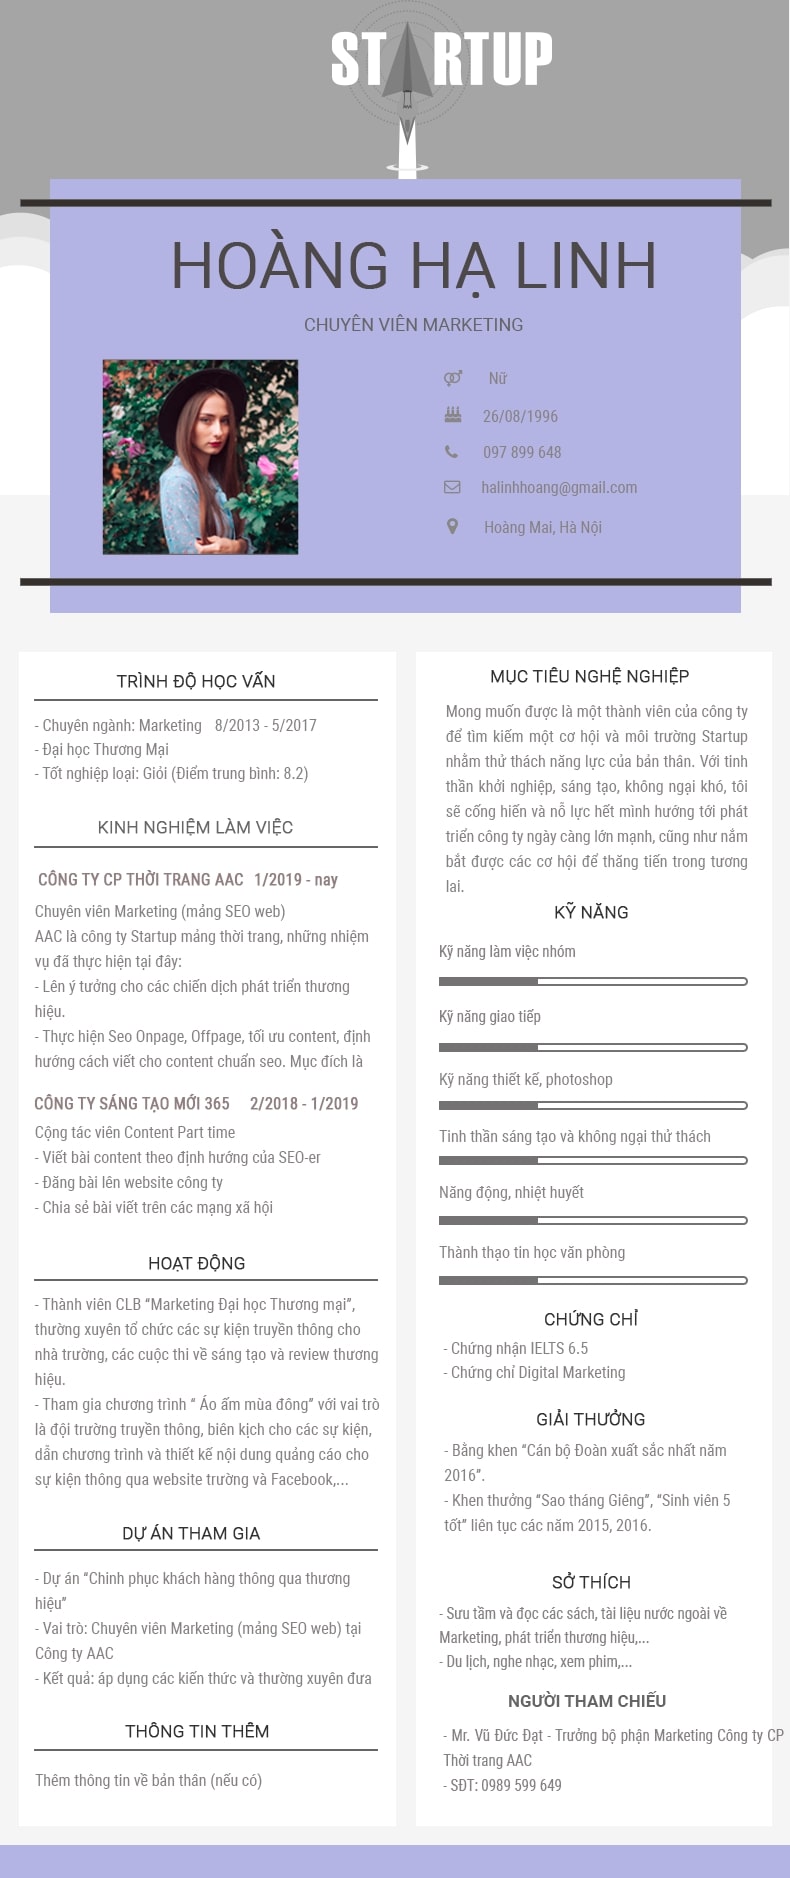 STARTUP
HOÀNG HẠ LINH
CHUYÊN VIÊN MARKETING
Nữ
26/08/1996
097 899 648
halinhhoang@gmail.com
Hoàng Mai, Hà Nội
TRÌNH ĐỘ HỌC VẤN
- Chuyên ngành: Marketing 8/2013 - 5/2017
- Đại học Thương Mại
- Tốt nghiệp loại: Giỏi (Điểm trung bình: 8.2)
KINH NGHIỆM LÀM VIỆC
CÔNG TY CP THỜI TRANG AAC 1/2019 - nay
Chuyên viên Marketing (mảng SEO web)
AAC là công ty Startup mảng thời trang, những nhiệm
vụ đã thực hiện tại đây:
- Lên ý tưởng cho các chiến dịch phát triển thương
hiệu.
- Thực hiện Seo Onpage, Offpage, tối ưu content, định
hướng cách viết cho content chuẩn seo. Mục đích là
CÔNG TY SÁNG TẠO MỚI 365 2/2018 - 1/2019
Cộng tác viên Content Part time
- Viết bài content theo định hướng của SEO-er
- Đăng bài lên website công ty
- Chia sẻ bài viết trên các mạng xã hội
HOẠT ĐỘNG
- Thành viên CLB “Marketing Đại học Thương mại”,
thường xuyên tổ chức các sự kiện truyền thông cho
nhà trường, các cuộc thi về sáng tạo và review thương
hiệu.
- Tham gia chương trình “ Áo ấm mùa đông” với vai trò
là đội trưởng truyền thông, biên kịch cho các sự kiện,
dẫn chương trình và thiết kế nội dung quảng cáo cho
sự kiện thông qua website trường và Facebook,...
DỰ ÁN THAM GIA
- Dự án “Chinh phục khách hàng thông qua thương
hiệu”
- Vai trò: Chuyên viên Marketing (mảng SEO web) tại
Công ty AAC
- Kết quả: áp dụng các kiến thức và thường xuyên đưa
THÔNG TIN THÊM
Thêm thông tin về bản thân (nếu có)
MỤC TIÊU NGHỀ NGHIỆP
Mong muốn được là một thành viên của công ty
để tìm kiếm một cơ hội và môi trường Startup
nhằm thử thách năng lực của bản thân. Với tinh
thần khởi nghiệp, sáng tạo, không ngại khó, tôi
sẽ cống hiến và nỗ lực hết mình hướng tới phát
triển công ty ngày càng lớn mạnh, cũng như nắm
bắt được các cơ hội để thăng tiến trong tương
lai.
KỸ NĂNG
Kỹ năng làm việc nhóm
Kỹ năng giao tiếp
Kỹ năng thiết kế, photoshop
Tinh thần sáng tạo và không ngại thử thách
Năng động, nhiệt huyết
Thành thạo tin học văn phòng
CHỨNG CHỈ
- Chứng nhận IELTS 6.5
- Chứng chỉ Digital Marketing
GIẢI THƯỞNG
- Bằng khen “Cán bộ Đoàn xuất sắc nhất năm
2016”.
- Khen thưởng “Sao tháng Giêng”, “Sinh viên 5
tốt” liên tục các năm 2015, 2016.
SỞ THÍCH
- Sưu tầm và đọc các sách, tài liệu nước ngoài về
Marketing, phát triển thương hiệu,...
- Du lịch, nghe nhạc, xem phim,...
NGƯỜI THAM CHIẾU
- Mr. Vũ Đức Đạt - Trưởng bộ phận Marketing Công ty CP
Thời trang AAC
- SĐT: 0989 599 649